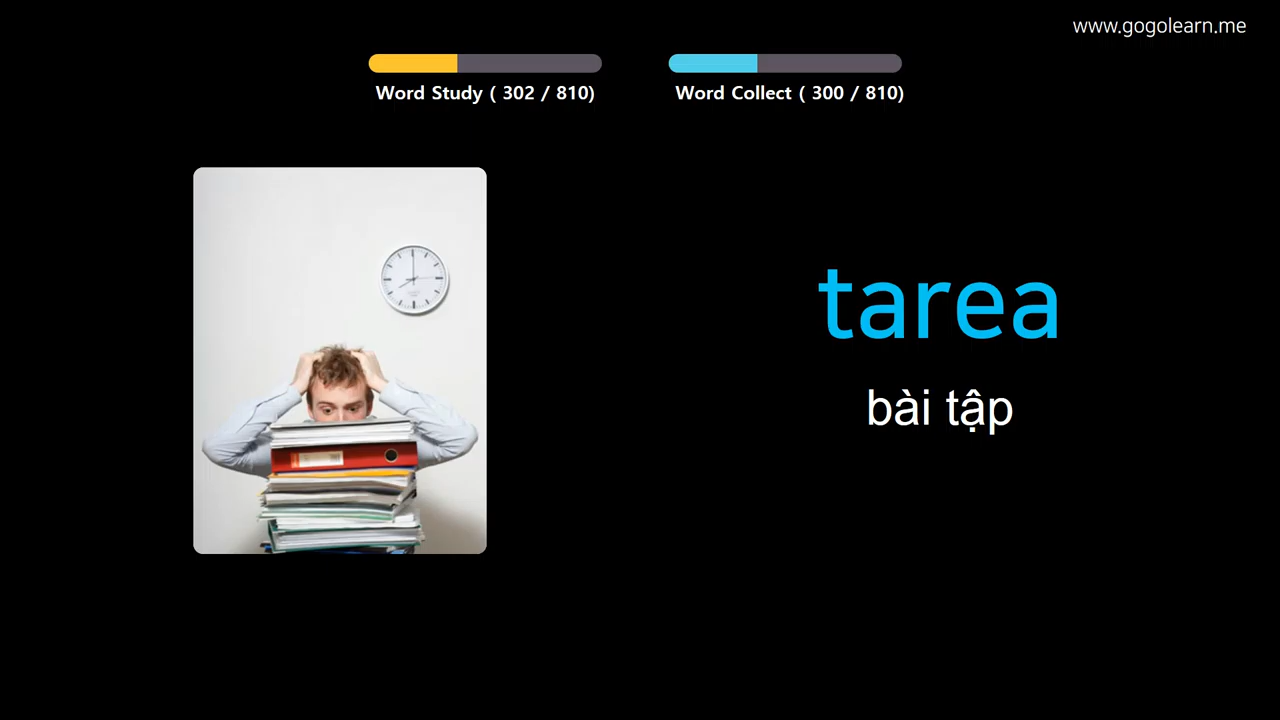 www.gogolearn.me
Word Study ( 302 / 810)
Word Collect ( 300 / 810)
tarea
bài tập